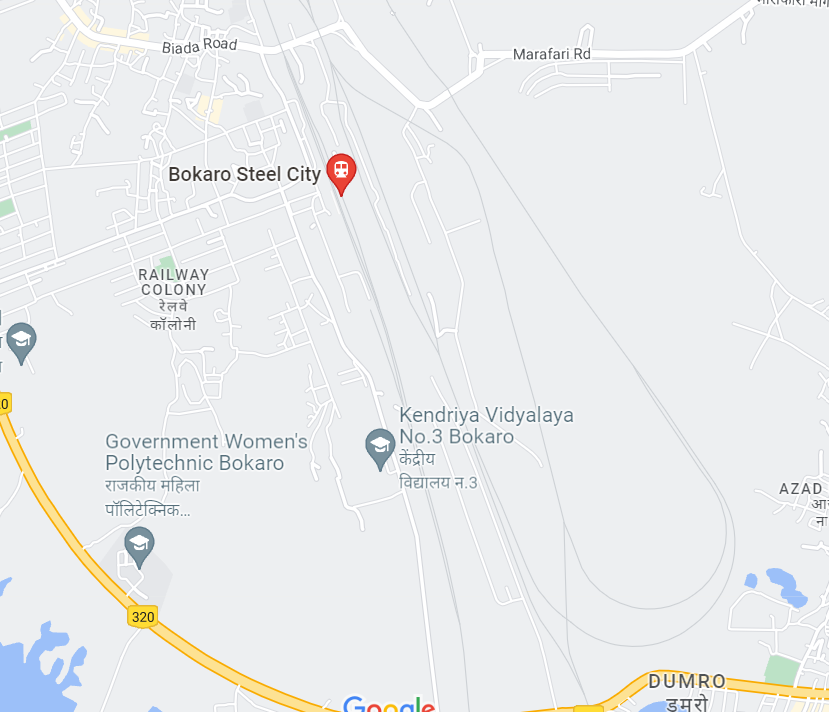 Biada Road
Marafari Rd
Bokaro Steel City
RAILWAY
COLONY
रेलवे
कॉलोनी
Kendriya Vidyalaya
No.3 Bokaro
केंद्रीय
विद्यालय न.3
Government Women's
Polytechnic Bokaro
राजकीय महिला
पॉलिटेक्निक...
AZAD
320
DUMRO
डुमरो
Google